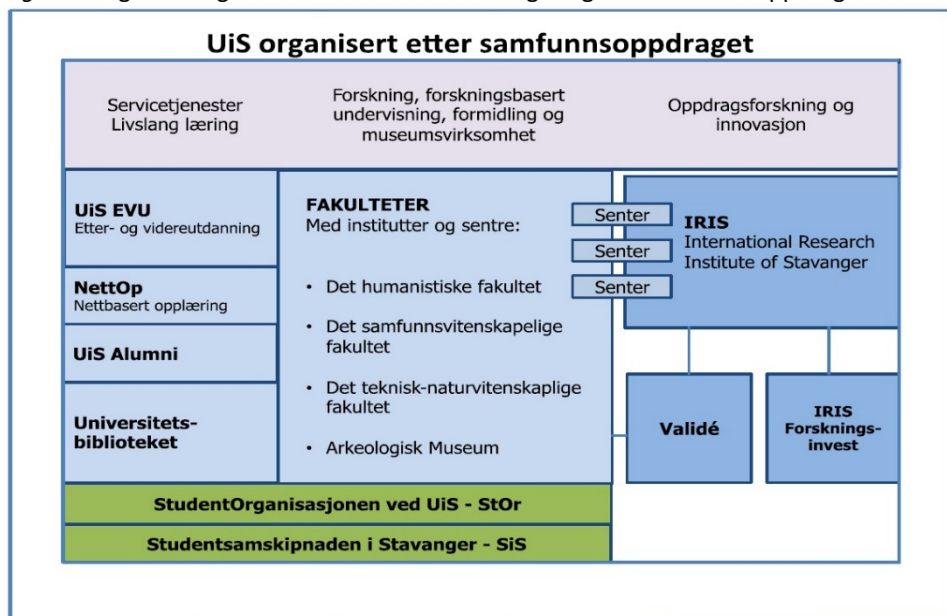 UiS organisert etter samfunnsoppdraget
Servicetjenester
Livslang læring
Forskning, forskningsbasert
undervisning, formidling og
museumsvirksomhet
Oppdragsforskning og
innovasjon
UiS EVU
Etter- og videreutdanning
NettOp
Nettbasert opplæring
UiS Alumni
Universitets-
biblioteket
FAKULTETER
Med institutter og sentre:
• Det humanistiske fakultet
• Det samfunnsvitenskapelige
fakultet
• Det teknisk-naturvitenskaplige
fakultet
• Arkeologisk Museum
Senter
Senter
Senter
IRIS
International Research
Institute of Stavanger
Validé
IRIS
Forsknings-
invest
StudentOrganisasjonen ved UiS - StOr
Studentsamskipnaden i Stavanger - SiS